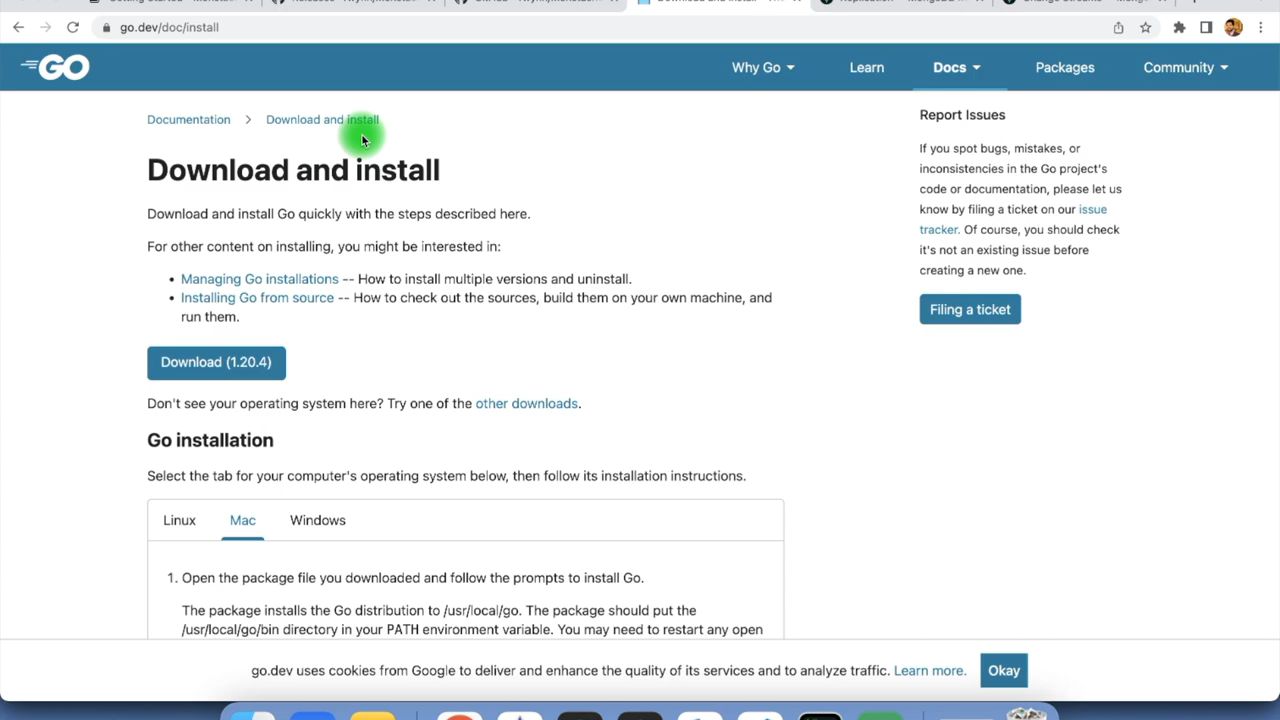 go.dev/doc/install
GO
Why Go
Learn
Docs
Packages
Community
Documentation > Download and install
Download and install
Download and install Go quickly with the steps described here.
For other content on installing, you might be interested in:
• Managing Go installations -- How to install multiple versions and uninstall.
• Installing Go from source -- How to check out the sources, build them on your own machine, and
run them.
Download (1.20.4)
Don't see your operating system here? Try one of the other downloads.
Go installation
Select the tab for your computer's operating system below, then follow its installation instructions.
Linux
Mac
Windows
1. Open the package file you downloaded and follow the prompts to install Go.
The package installs the Go distribution to /usr/local/go. The package should put the
/usr/local/go/bin directory in your PATH environment variable. You may need to restart any open
Report Issues
If you spot bugs, mistakes, or
inconsistencies in the Go project's
code or documentation, please let us
know by filing a ticket on our issue
tracker. Of course, you should check
it's not an existing issue before
creating a new one.
Filing a ticket
go.dev uses cookies from Google to deliver and enhance the quality of its services and to analyze traffic. Learn more.
Okay